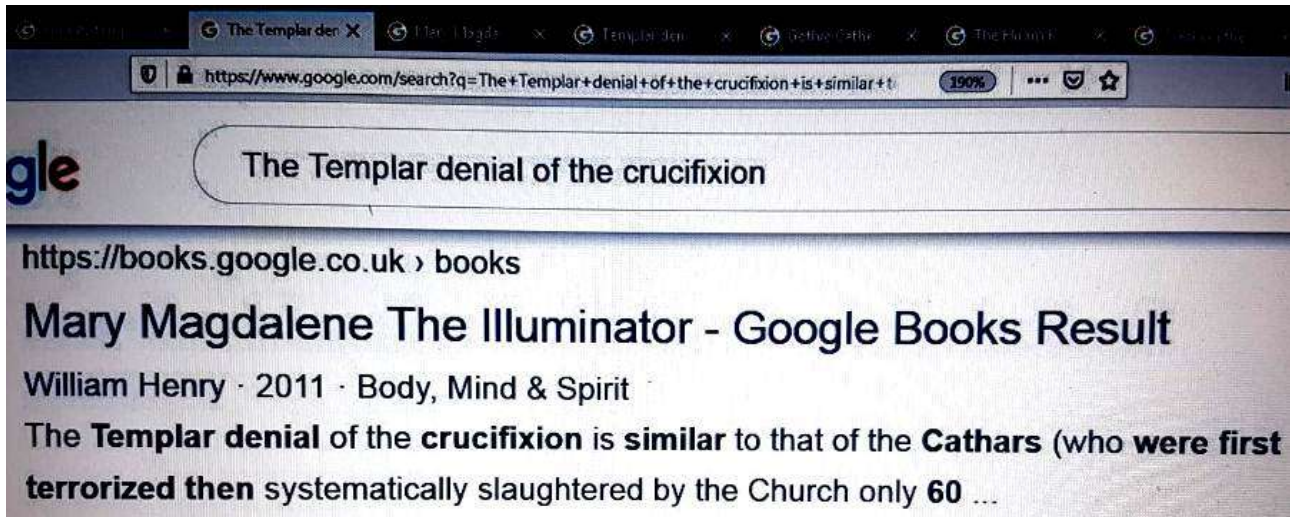 The Templar den
Templar den
https://www.google.com/search?q=The+Templar+denial+of+the+crucifixion+is+similar+t
190%
gle
The Templar denial of the crucifixion
https://books.google.co.uk › books
Mary Magdalene The Illuminator - Google Books Result
William Henry · 2011 · Body, Mind & Spirit
The Templar denial of the crucifixion is similar to that of the Cathars (who were first
terrorized then systematically slaughtered by the Church only 60 ...